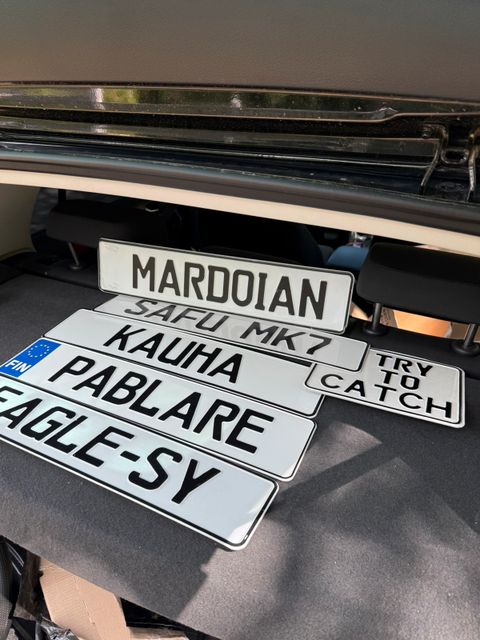 MARDOIAN
SAFU MK7
KAUHA
FIN PABLARE
EAGLE-SY
TRY
TO
CATCH